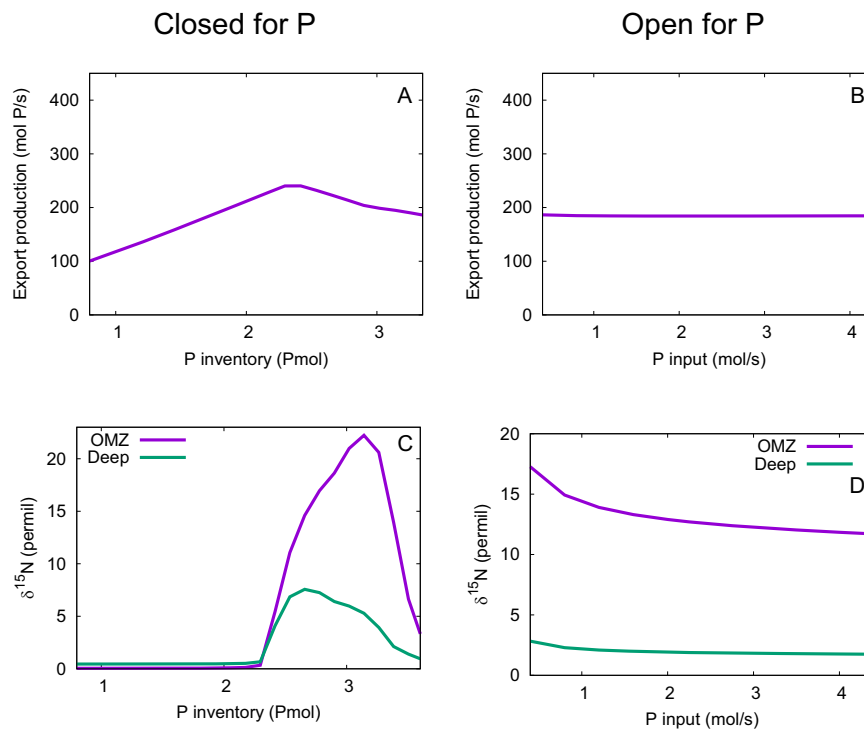 Closed for P
Open for P
A
Export production (mol P/s)
400
300
200
100
0
1
2
3
P inventory (Pmol)
B
Export production (mol P/s)
400
300
200
100
0
1
2
3
4
P input (mol/s)
OMZ
Deep
C
δ¹⁵N (permil)
20
15
10
5
0
1
2
3
P inventory (Pmol)
OMZ
Deep
D
δ¹⁵N (permil)
20
15
10
5
0
1
2
3
4
P input (mol/s)